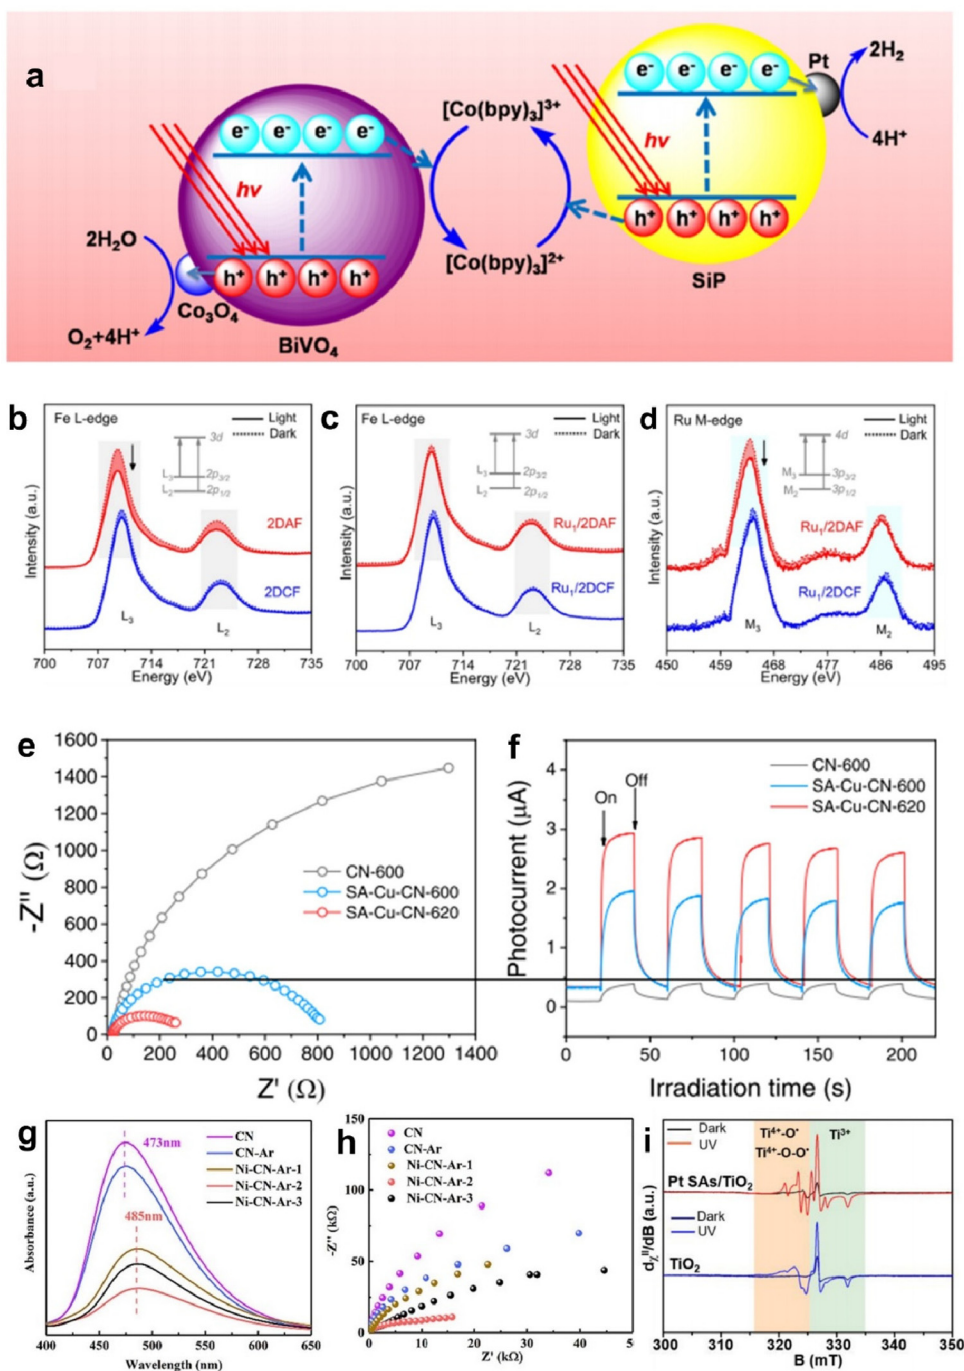 a
e⁻ e⁻ e⁻ e⁻
Pt
2H₂
4H⁺
hv
h⁺ h⁺ h⁺ h⁺
SiP
[Co(bpy)₃]³⁺
[Co(bpy)₃]²⁺
e⁻ e⁻ e⁻ e⁻
hv
2H₂O
h⁺ h⁺ h⁺ h⁺
Co₃O₄
O₂+4H⁺
BiVO₄
b
Fe L-edge
Light
Dark
3d
L₃ 2p₃/₂
L₂ 2p₁/₂
2DAF
2DCF
L₃ L₂
Intensity (a.u.)
700 707 714 721 728 735
Energy (eV)
c
Fe L-edge
Light
Dark
3d
L₃ 2p₃/₂
L₂ 2p₁/₂
Ru₁/2DAF
Ru₁/2DCF
L₃ L₂
Intensity (a.u.)
700 707 714 721 728 735
Energy (eV)
d
Ru M-edge
Light
Dark
4d
M₃ 3p₃/₂
M₂ 3p₁/₂
Ru₁/2DAF
Ru₁/2DCF
M₃ M₂
Intensity (a.u.)
450 459 468 477 486 495
Energy (eV)
e
1600
1400
1200
1000
800
600
400
200
0
-Z'' (Ω)
CN-600
SA-Cu-CN-600
SA-Cu-CN-620
0 200 400 600 800 1000 1200 1400
Z' (Ω)
f
4
3
2
1
0
Photocurrent (μA)
CN-600
SA-Cu-CN-600
SA-Cu-CN-620
On
Off
0 50 100 150 200
Irradiation time (s)
g
473nm
485nm
CN
CN-Ar
Ni-CN-Ar-1
Ni-CN-Ar-2
Ni-CN-Ar-3
Absorbance (a.u.)
400 450 500 550 600 650
Wavelength (nm)
h
150
100
50
0
-Z'' (kΩ)
CN
CN-Ar
Ni-CN-Ar-1
Ni-CN-Ar-2
Ni-CN-Ar-3
0 10 20 30 40 50
Z' (kΩ)
i
Dark
UV
Pt SAs/TiO₂
Dark
UV
TiO₂
Ti⁴⁺-O•
Ti⁴⁺-O-O•
Ti³⁺
dχ''/dB (a.u.)
300 310 320 330 340 350
B (mT)